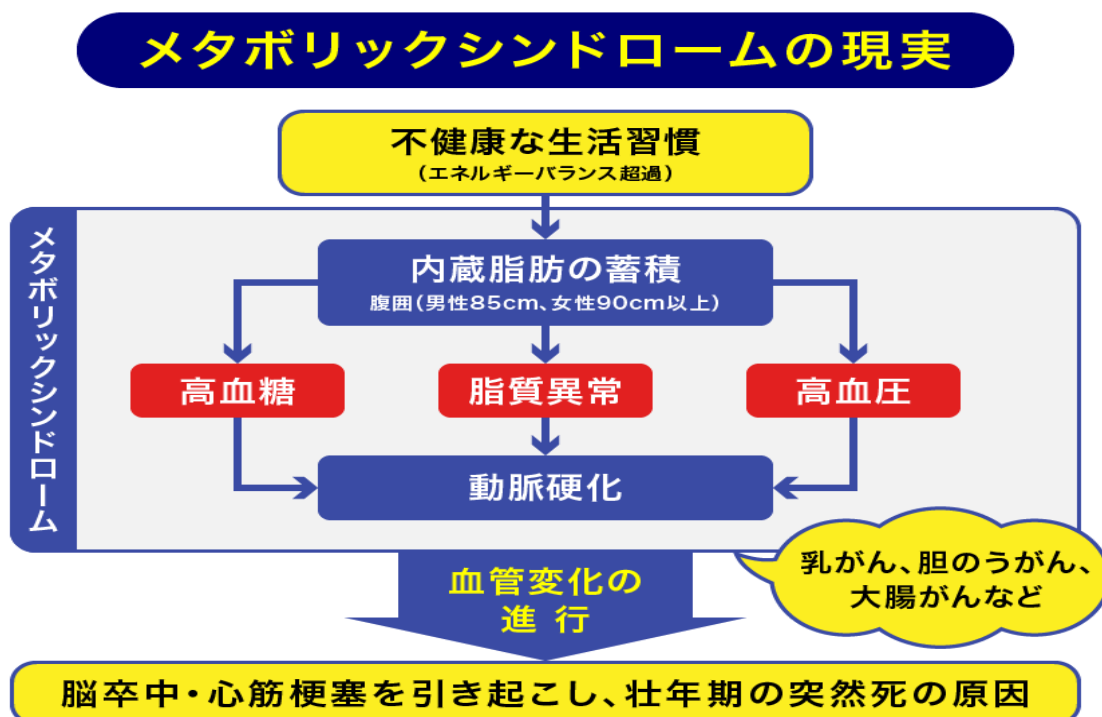 メタボリックシンドロームの現実
不健康な生活習慣
(エネルギーバランス超過)
メタボリックシンドローム
内蔵脂肪の蓄積
腹囲(男性85cm、女性90cm以上)
高血糖
脂質異常
高血圧
動脈硬化
乳がん、胆のうがん、
大腸がんなど
血管変化の
進 行
脳卒中・心筋梗塞を引き起こし、壮年期の突然死の原因